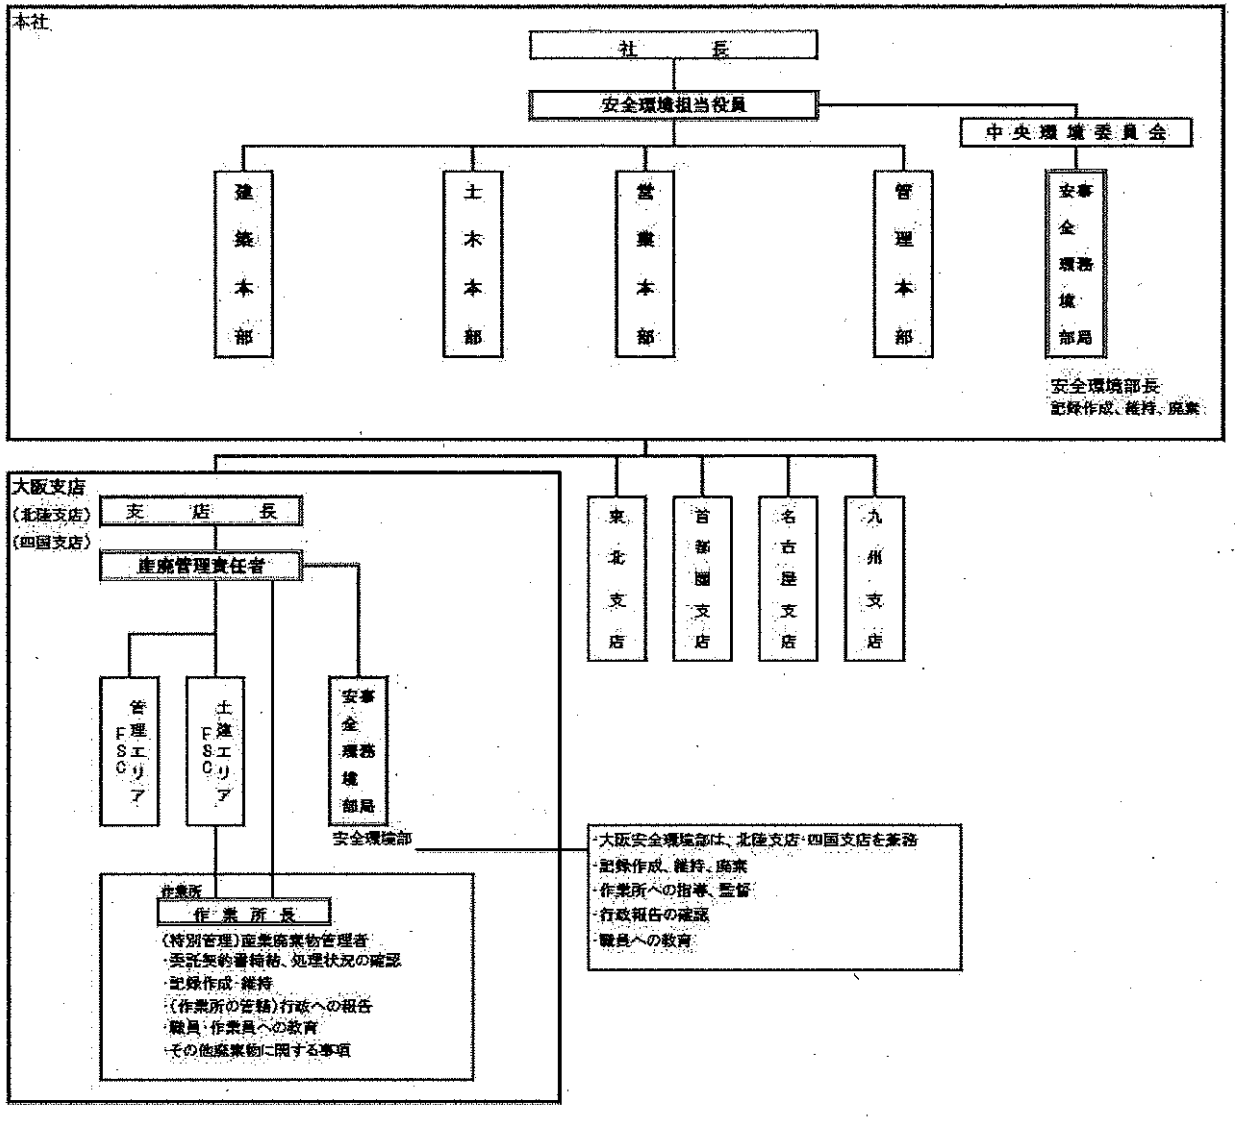 本社
社長
安全環境担当役員
中央環境委員会
建築本部
土木本部
営業本部
管理本部
安全環境部
事務局
安全環境部長
記録作成、維持、廃棄
大阪支店
(北陸支店)
(四国支店)
支店長
産廃管理責任者
管理エリア
FSC
土建エリア
FSC
安全環境部
事務局
安全環境部
東北支店
首都圏支店
名古屋支店
九州支店
・大阪安全環境部は、北陸支店・四国支店を兼務
・記録作成、維持、廃棄
・作業所への指導、監督
・行政報告の確認
・職員への教育
作業所
作業所長
(特別管理)産業廃棄物管理者
・委託契約書締結、処理状況の確認
・記録作成・維持
・(作業所の管轄)行政への報告
・職員・作業員への教育
・その他廃棄物に関する事項